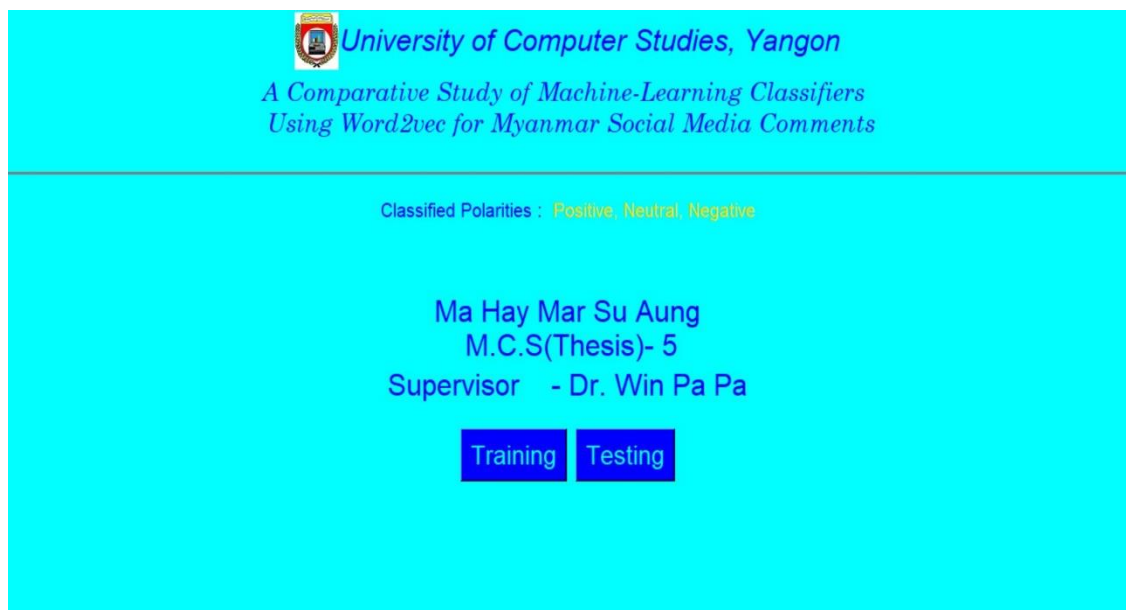 University of Computer Studies, Yangon
A Comparative Study of Machine-Learning Classifiers
Using Word2vec for Myanmar Social Media Comments
Classified Polarities : Positive, Neutral, Negative
Ma Hay Mar Su Aung
M.C.S(Thesis)- 5
Supervisor - Dr. Win Pa Pa
Training Testing